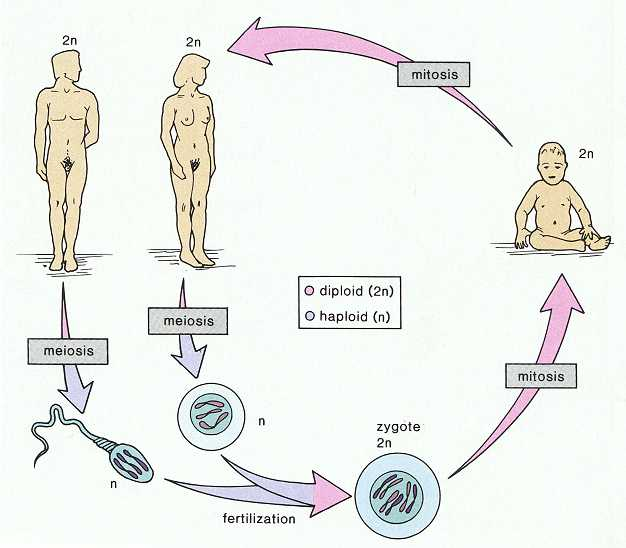 2n
2n
mitosis
2n
diploid (2n)
haploid (n)
meiosis
meiosis
mitosis
n
zygote
2n
n
fertilization